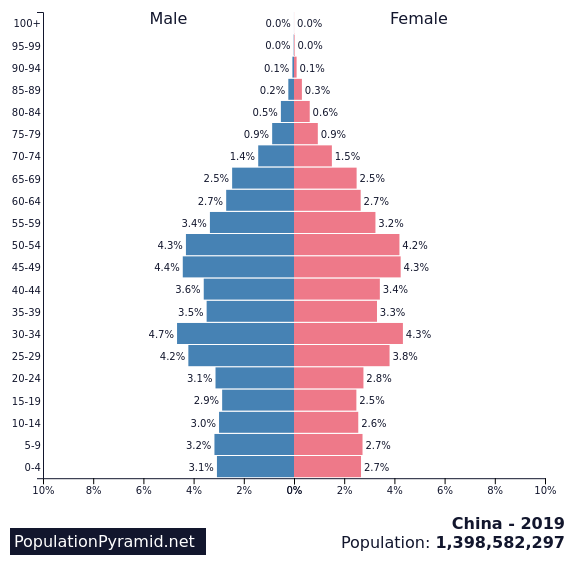 Male Female
100+ 0.0% 0.0%
95-99 0.0% 0.0%
90-94 0.1% 0.1%
85-89 0.2% 0.3%
80-84 0.5% 0.6%
75-79 0.9% 0.9%
70-74 1.4% 1.5%
65-69 2.5% 2.5%
60-64 2.7% 2.7%
55-59 3.4% 3.2%
50-54 4.3% 4.2%
45-49 4.4% 4.3%
40-44 3.6% 3.4%
35-39 3.5% 3.3%
30-34 4.7% 4.3%
25-29 4.2% 3.8%
20-24 3.1% 2.8%
15-19 2.9% 2.5%
10-14 3.0% 2.6%
5-9 3.2% 2.7%
0-4 3.1% 2.7%
10% 8% 6% 4% 2% 0% 2% 4% 6% 8% 10%
China - 2019
PopulationPyramid.net Population: 1,398,582,297